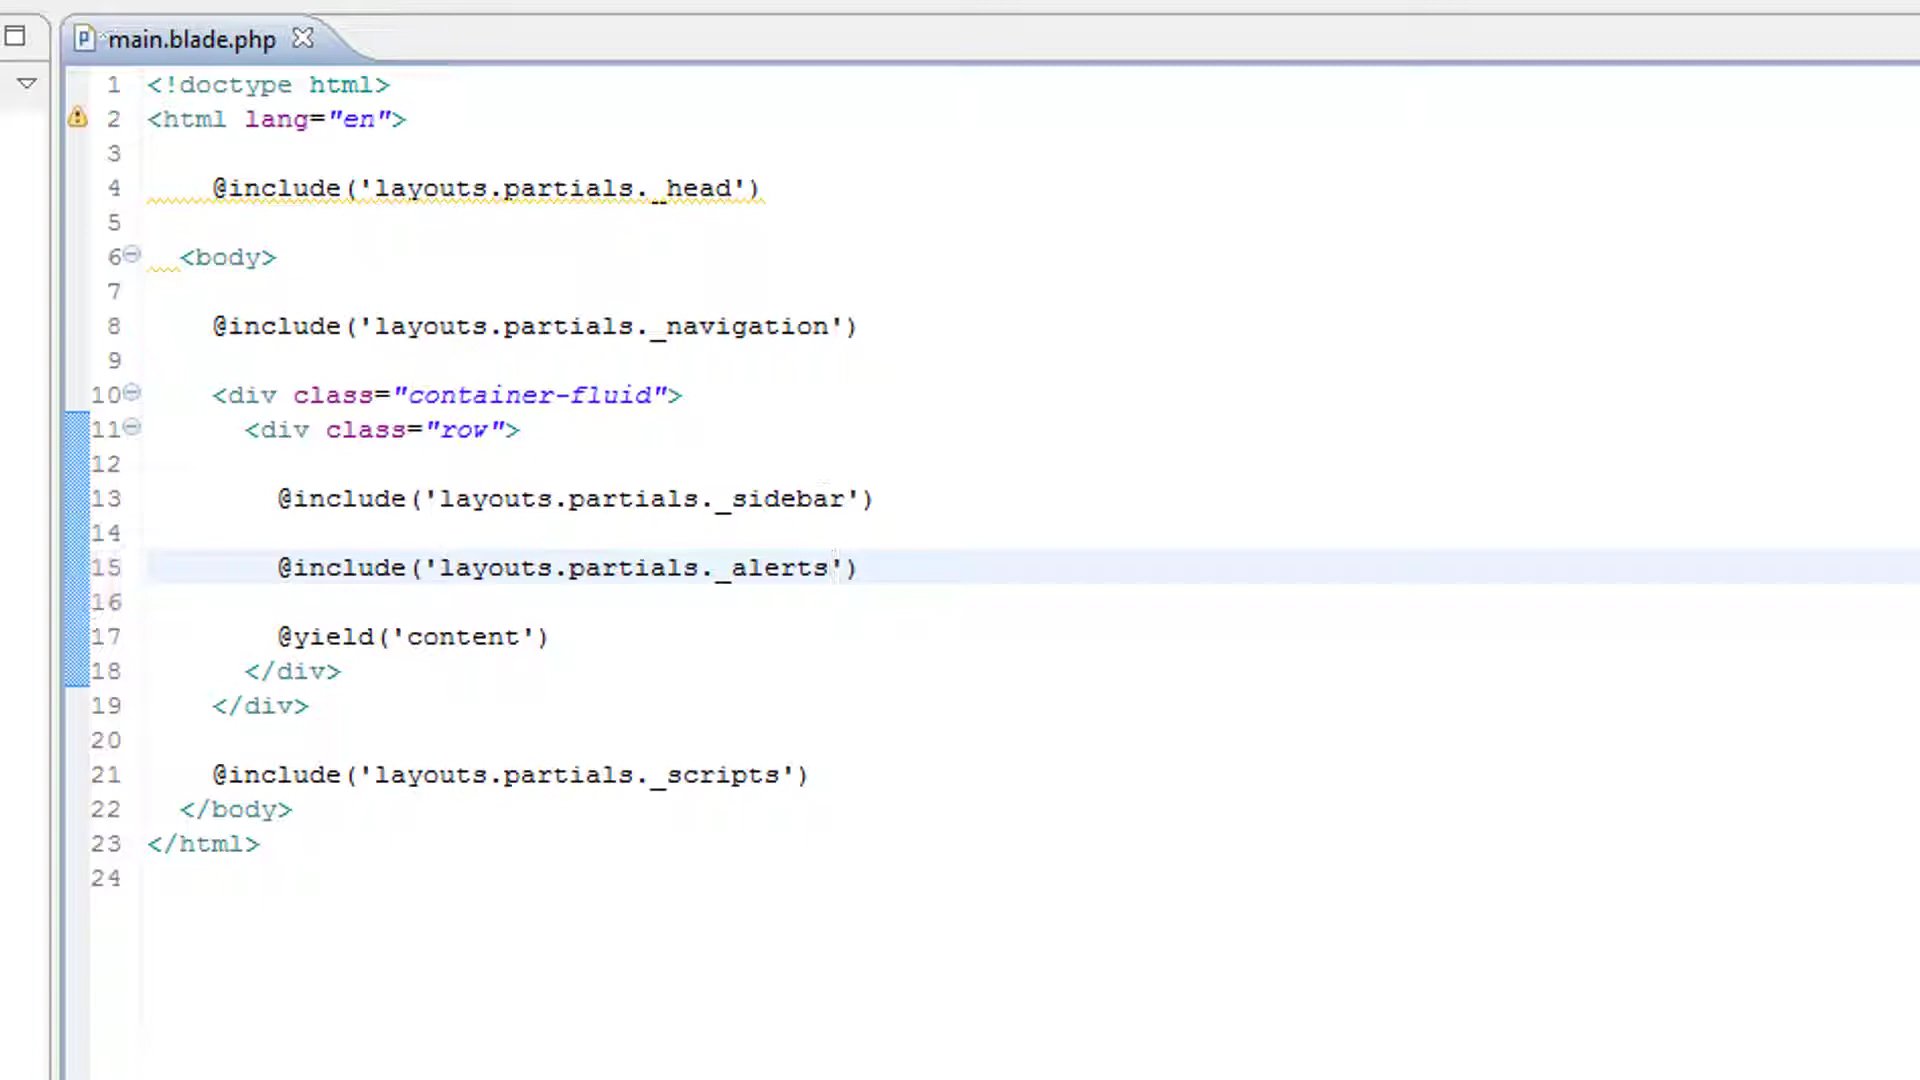 main.blade.php
1 <!doctype html>
2 <html lang="en">
3
4 @include('layouts.partials._head')
5
6 <body>
7
8 @include('layouts.partials._navigation')
9
10 <div class="container-fluid">
11 <div class="row">
12
13 @include('layouts.partials._sidebar')
14
15 @include('layouts.partials._alerts')
16
17 @yield('content')
18 </div>
19 </div>
20
21 @include('layouts.partials._scripts')
22 </body>
23 </html>
24